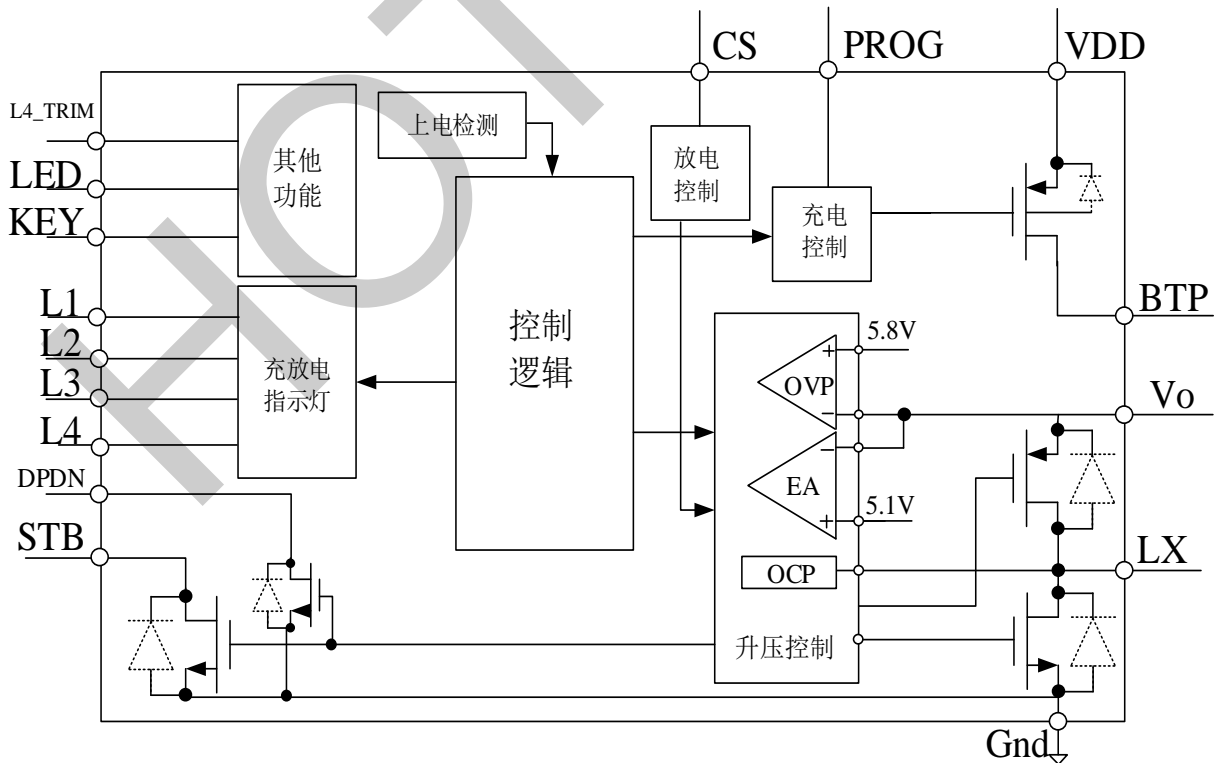 CS
PROG
VDD
L4_TRIM
LED
KEY
其他
功能
上电检测
放电
控制
充电
控制
L1
L2
L3
L4
充放电
指示灯
控制
逻辑
BTP
5.8V
+
OVP
−
Vo
−
EA
5.1V
+
DPDN
STB
OCP
LX
升压控制
Gnd
HOT